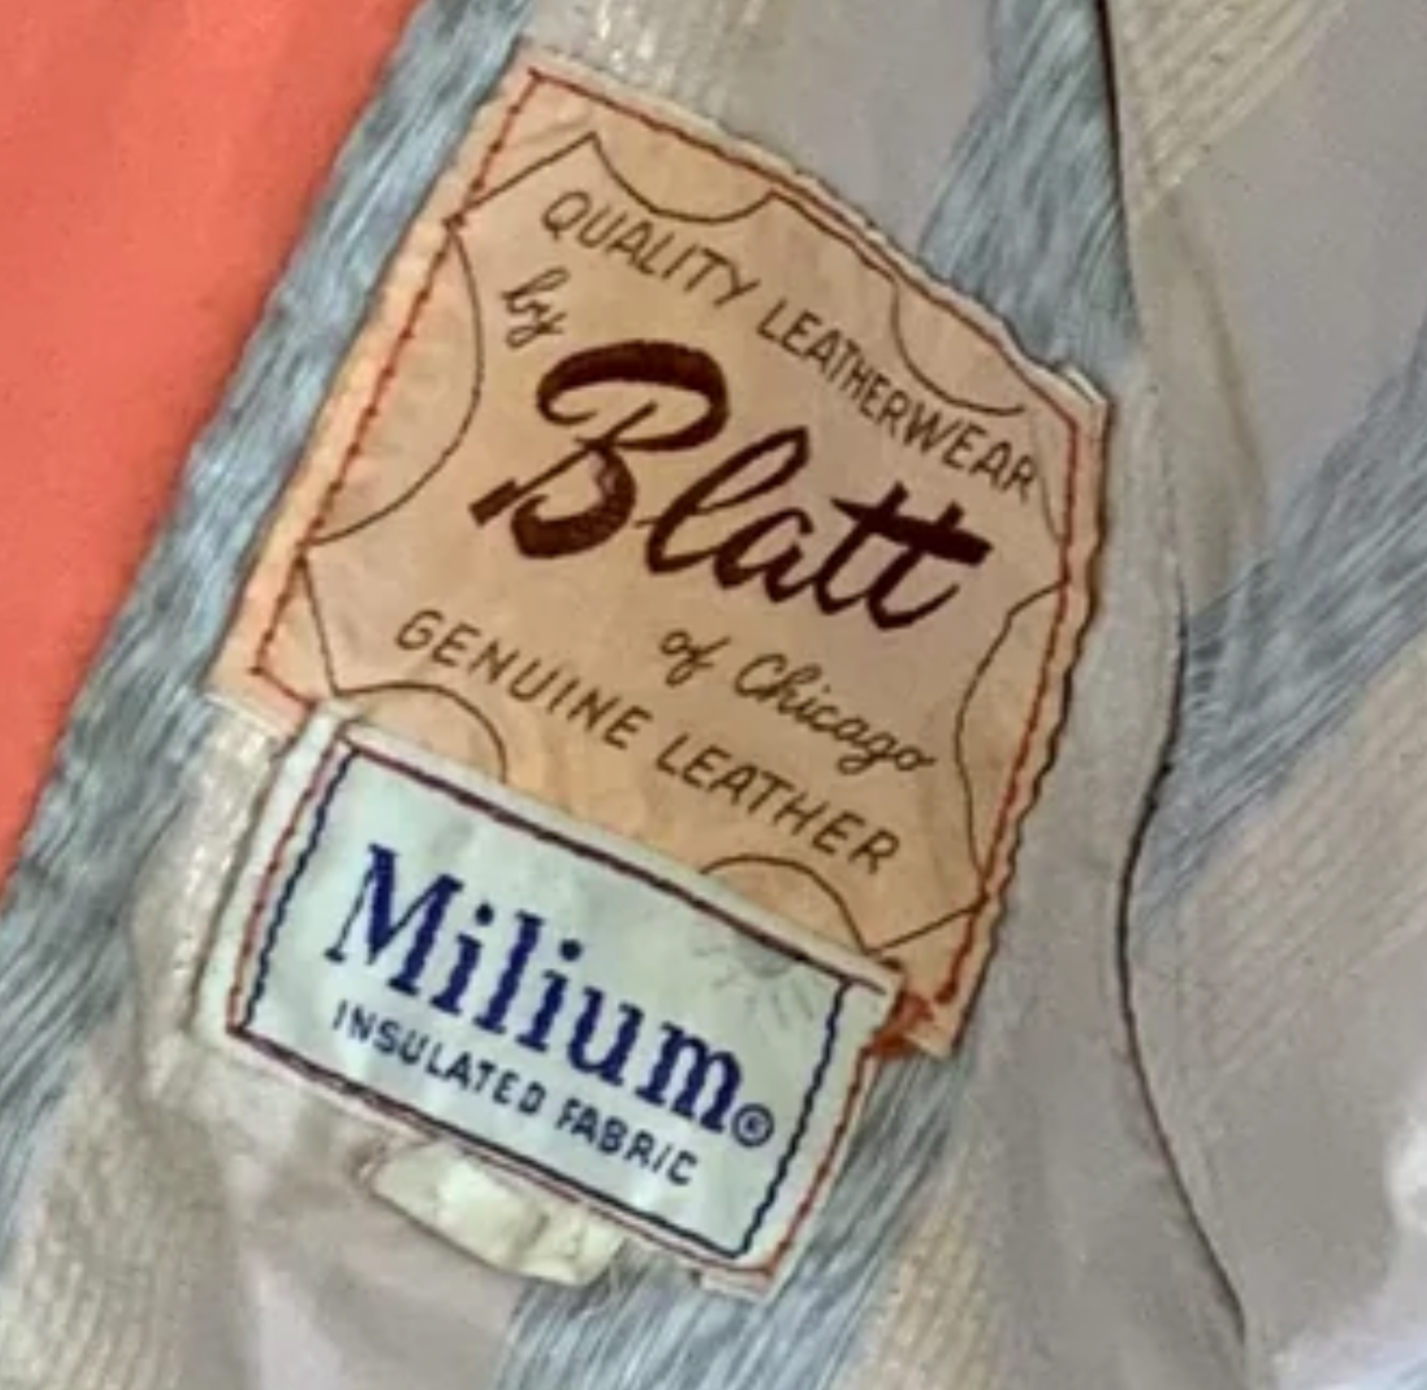 QUALITY LEATHERWEAR
by
Blatt
of Chicago
GENUINE LEATHER
Milium®
INSULATED FABRIC